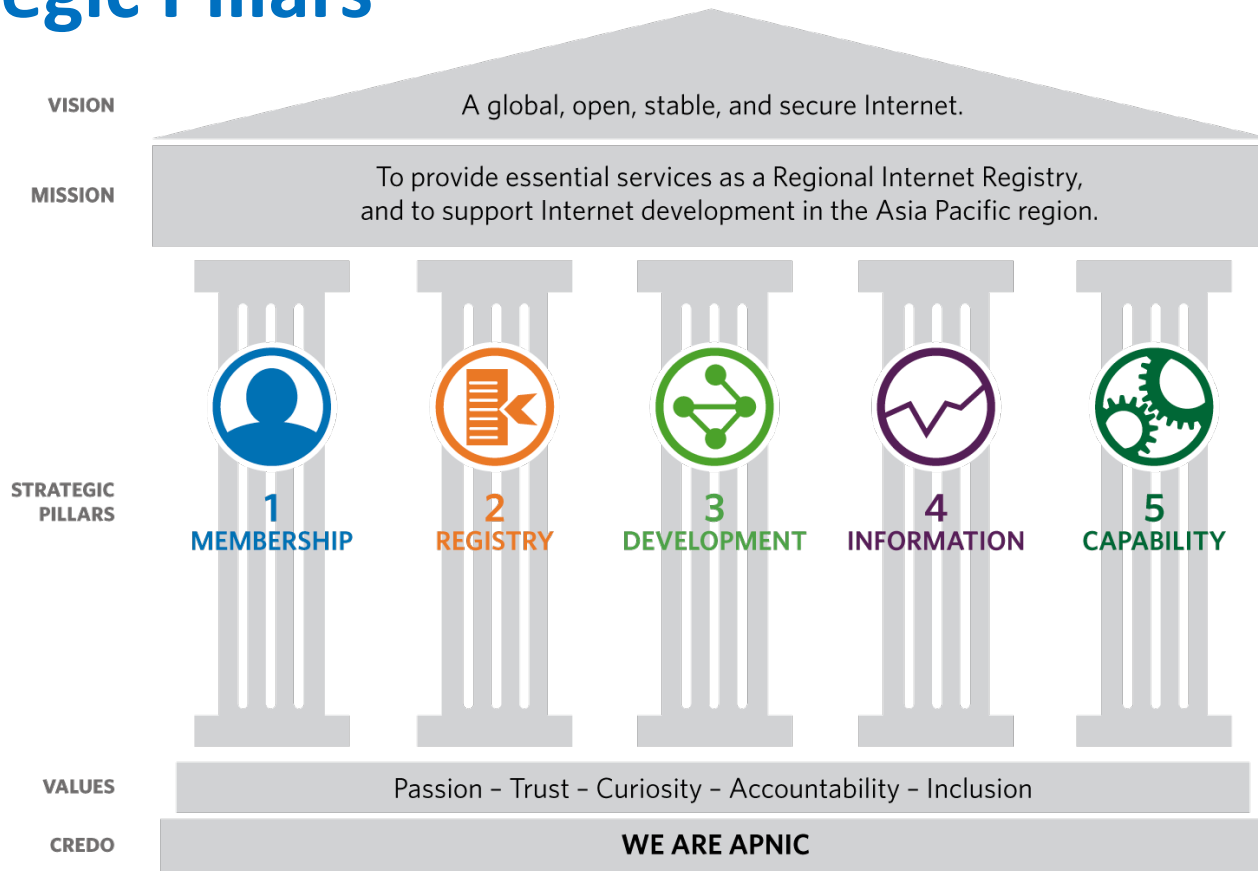 egic Pillars
VISION
A global, open, stable, and secure Internet.
MISSION
To provide essential services as a Regional Internet Registry,
and to support Internet development in the Asia Pacific region.
STRATEGIC
PILLARS
1
MEMBERSHIP
2
REGISTRY
3
DEVELOPMENT
4
INFORMATION
5
CAPABILITY
VALUES
Passion – Trust – Curiosity – Accountability – Inclusion
CREDO
WE ARE APNIC